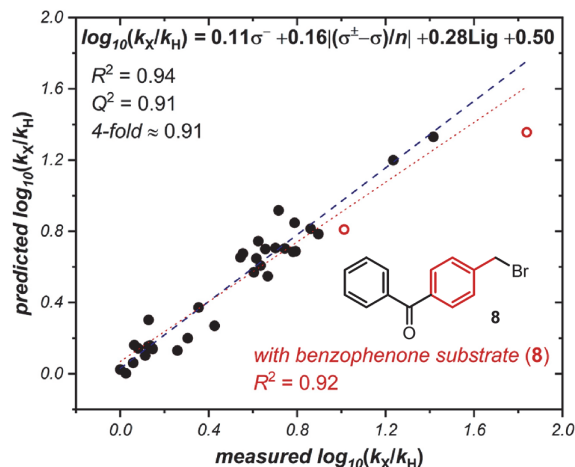 log₁₀(kₓ/k_H) = 0.11σ⁻ +0.16|(σ±−σ)/n| +0.28Lig +0.50
R² = 0.94
Q² = 0.91
4-fold ≈ 0.91
predicted log₁₀(kₓ/k_H)
2.0
1.6
1.2
0.8
0.4
0.0
Br
8
O
with benzophenone substrate (8)
R² = 0.92
0.0 0.4 0.8 1.2 1.6 2.0
measured log₁₀(kₓ/k_H)